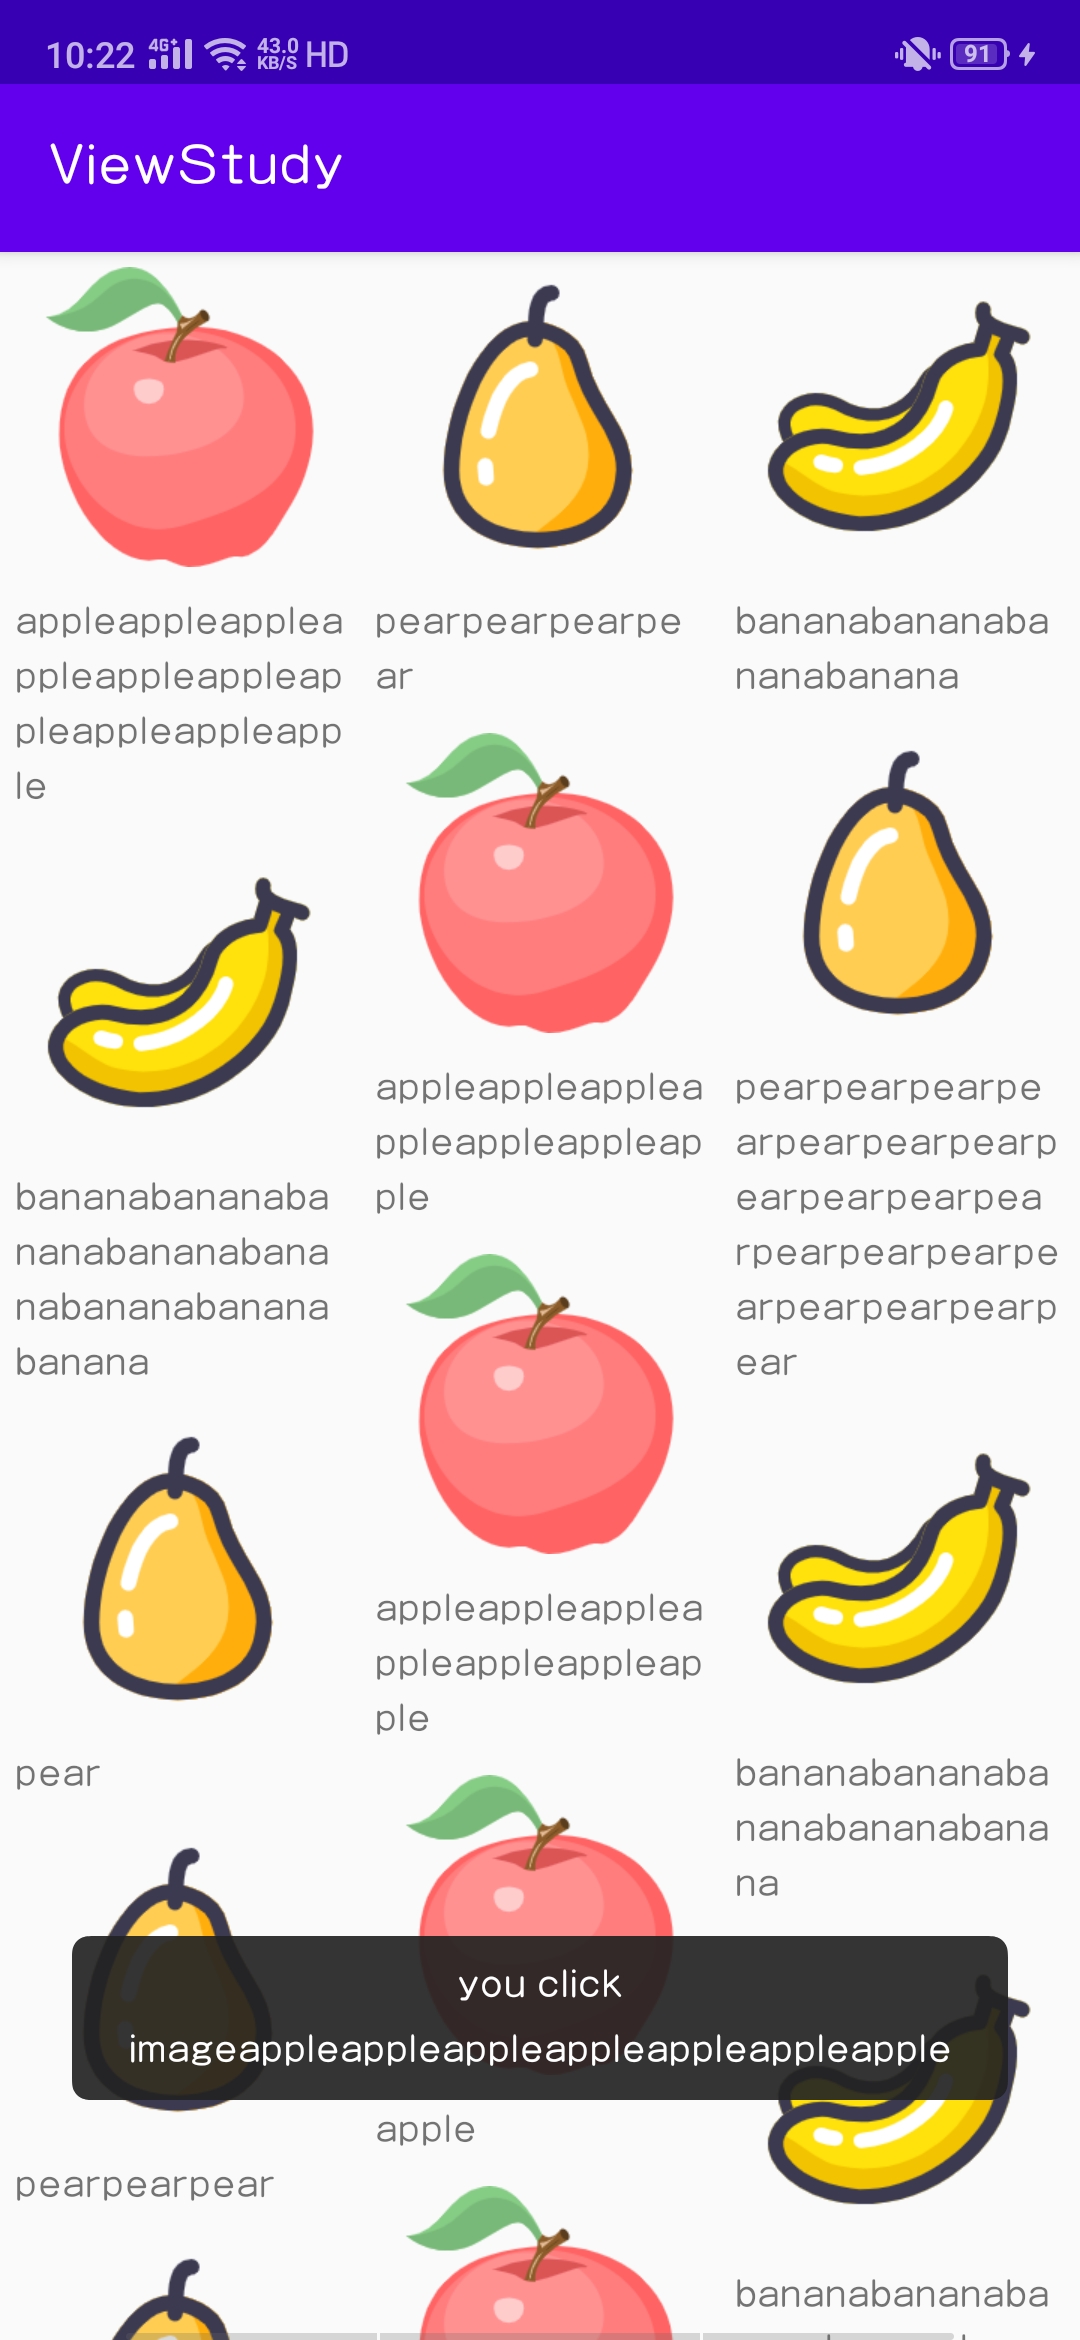 10:22 4G+ 43.0 KB/S HD 91
ViewStudy
appleappleapplea
ppleappleappleap
pleappleappleapp
le
pearpearpearpe
ar
bananabananaba
nanabanana
bananabananaba
nanabananabana
nabananabanana
banana
appleappleapplea
ppleappleappleap
ple
pearpearpearpe
arpearpearpearp
earpearpearpea
rpearpearpearpe
arpearpearpearp
ear
pear
appleappleapplea
ppleappleappleap
ple
bananabananaba
nanabananabana
na
you click
imageappleappleappleappleappleappleapple
apple
pearpearpear
bananabananaba